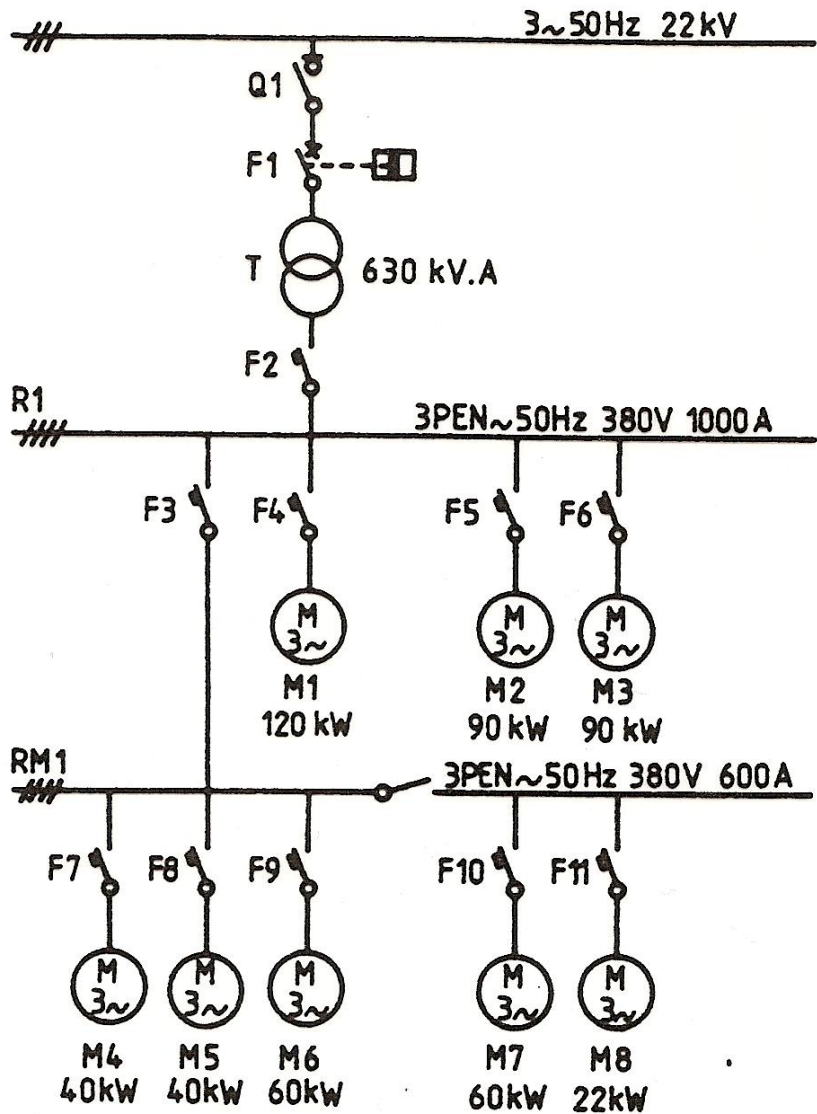 3~50Hz 22kV
Q1
F1
T 630 kV.A
F2
R1
3PEN~50Hz 380V 1000A
F3 F4 F5 F6
M M M
3~ 3~ 3~
M1 M2 M3
120 kW 90 kW 90 kW
RM1
3PEN~50Hz 380V 600A
F7 F8 F9 F10 F11
M M M M M
3~ 3~ 3~ 3~ 3~
M4 M5 M6 M7 M8
40kW 40kW 60kW 60kW 22kW